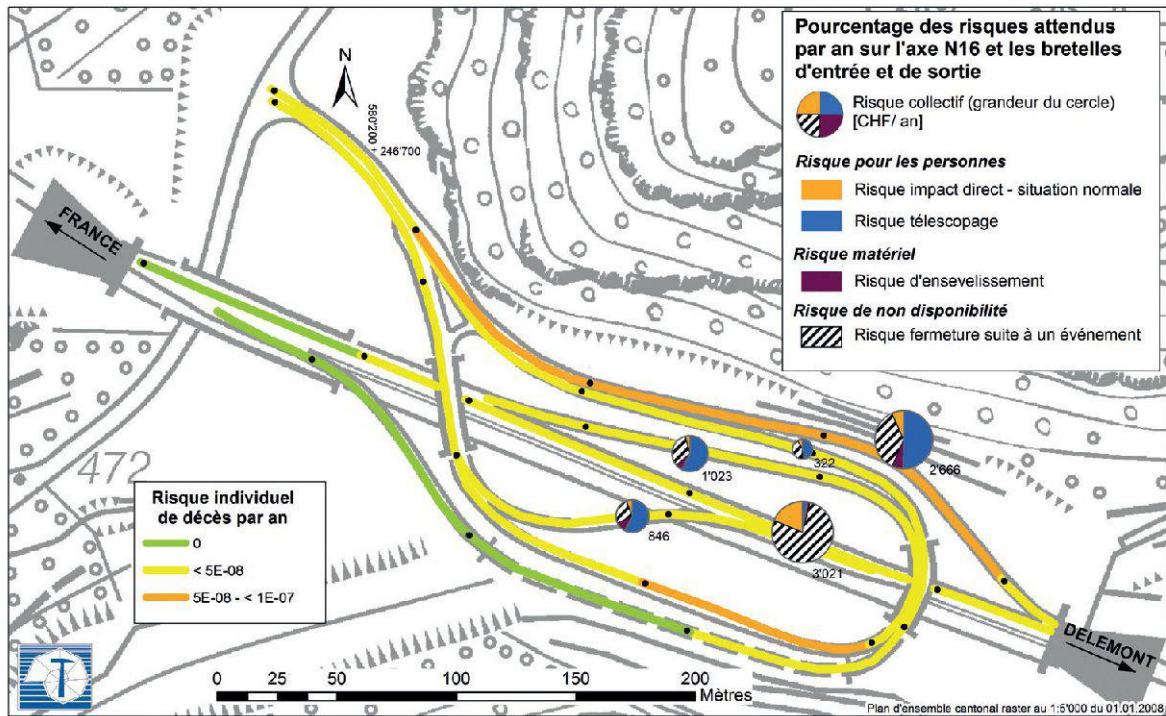 Pourcentage des risques attendus
par an sur l'axe N16 et les bretelles
d'entrée et de sortie
Risque collectif (grandeur du cercle)
[CHF/ an]
Risque pour les personnes
Risque impact direct - situation normale
Risque télescopage
Risque matériel
Risque d'ensevelissement
Risque de non disponibilité
Risque fermeture suite à un événement
N
580'200
246'700
FRANCE
472
1'023
322
2'666
846
3'021
DELEMONT
Risque individuel
de décès par an
0
< 5E-08
5E-08 - < 1E-07
0 25 50 100 150 200
Mètres
Plan d'ensemble cantonal raster au 1:5'000 du 01.01.2008